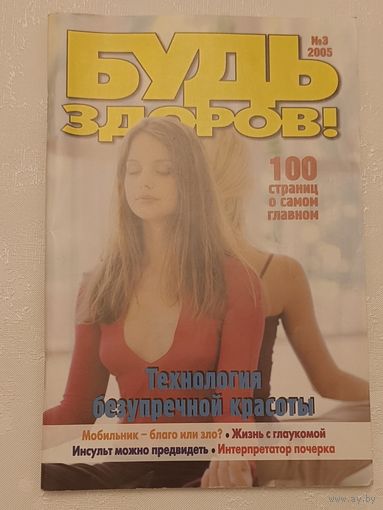 №3
2005
БУДЬ
ЗДОРОВ!
100
страниц
о самом
главном
Технология
безупречной красоты
Мобильник – благо или зло? • Жизнь с глаукомой
Инсульт можно предвидеть • Интерпретатор почерка
www.ay.by